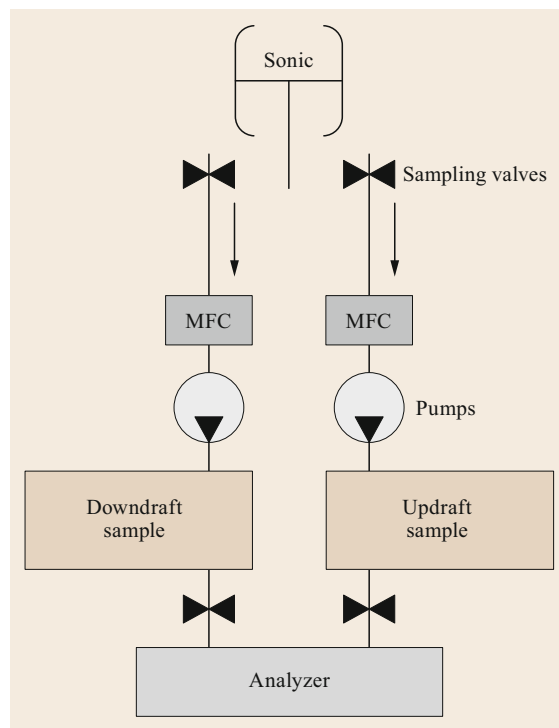 Sonic
Sampling valves
MFC
MFC
Pumps
Downdraft
sample
Updraft
sample
Analyzer